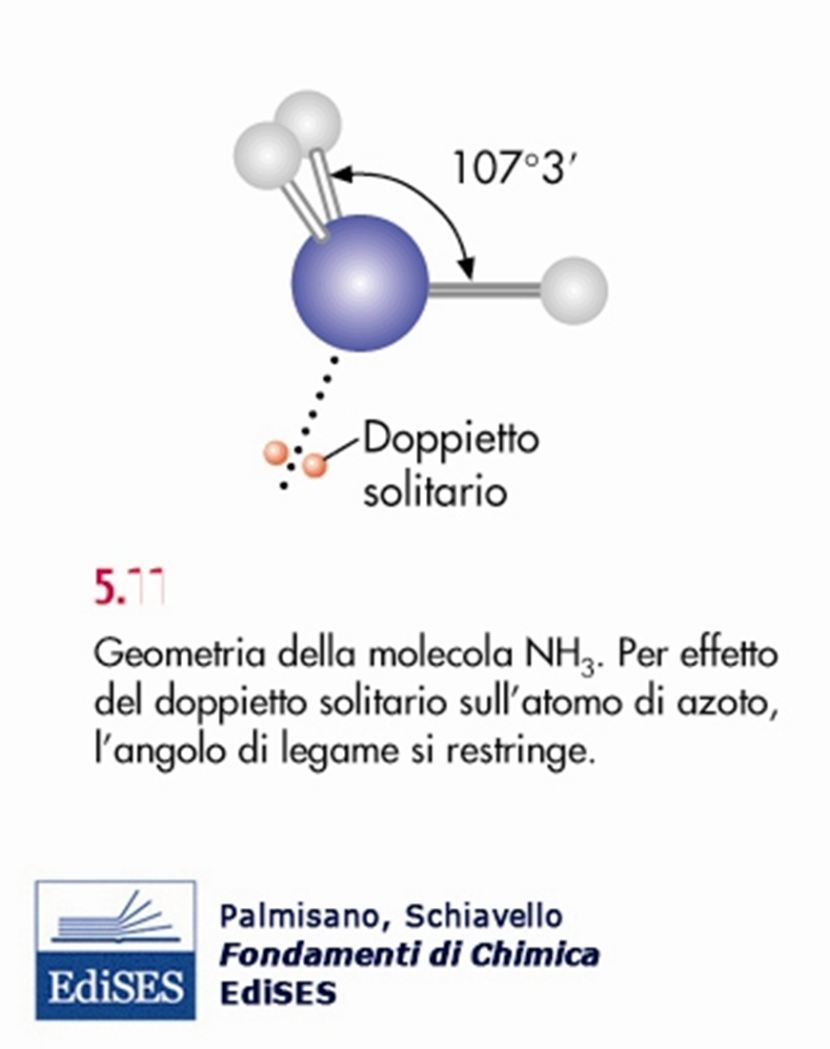 107°3′
Doppietto
solitario
5.11
Geometria della molecola NH₃. Per effetto
del doppietto solitario sull'atomo di azoto,
l'angolo di legame si restringe.
EdiSES
Palmisano, Schiavello
Fondamenti di Chimica
EdiSES